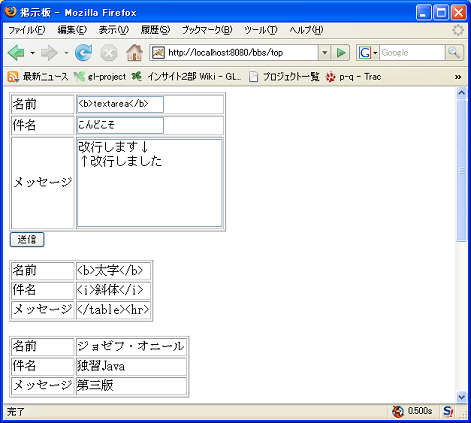 掲示板 - Mozilla Firefox
ファイル(F) 編集(E) 表示(V) 履歴(S) ブックマーク(B) ツール(T) ヘルプ(H)
http://localhost:8080/bbs/top
Google
最新ニュース gl-project インサイト2部 Wiki - GL... プロジェクト一覧 p-q - Trac
名前 <b>textarea</b>
件名 こんどこそ
メッセージ 改行します↓
↑改行しました
送信
名前 <b>太字</b>
件名 <i>斜体</i>
メッセージ </table><hr>
名前 ジョゼフ・オニール
件名 独習Java
メッセージ 第三版
完了 0.500s